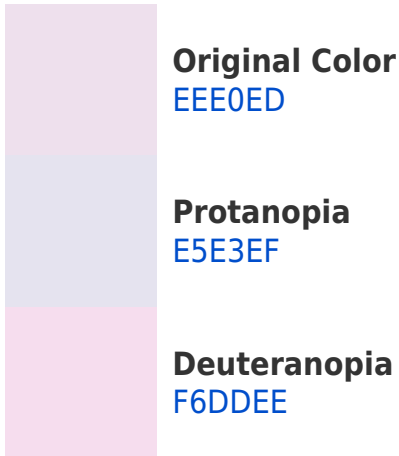 Original Color
EEE0ED
Protanopia
E5E3EF
Deuteranopia
F6DDEE